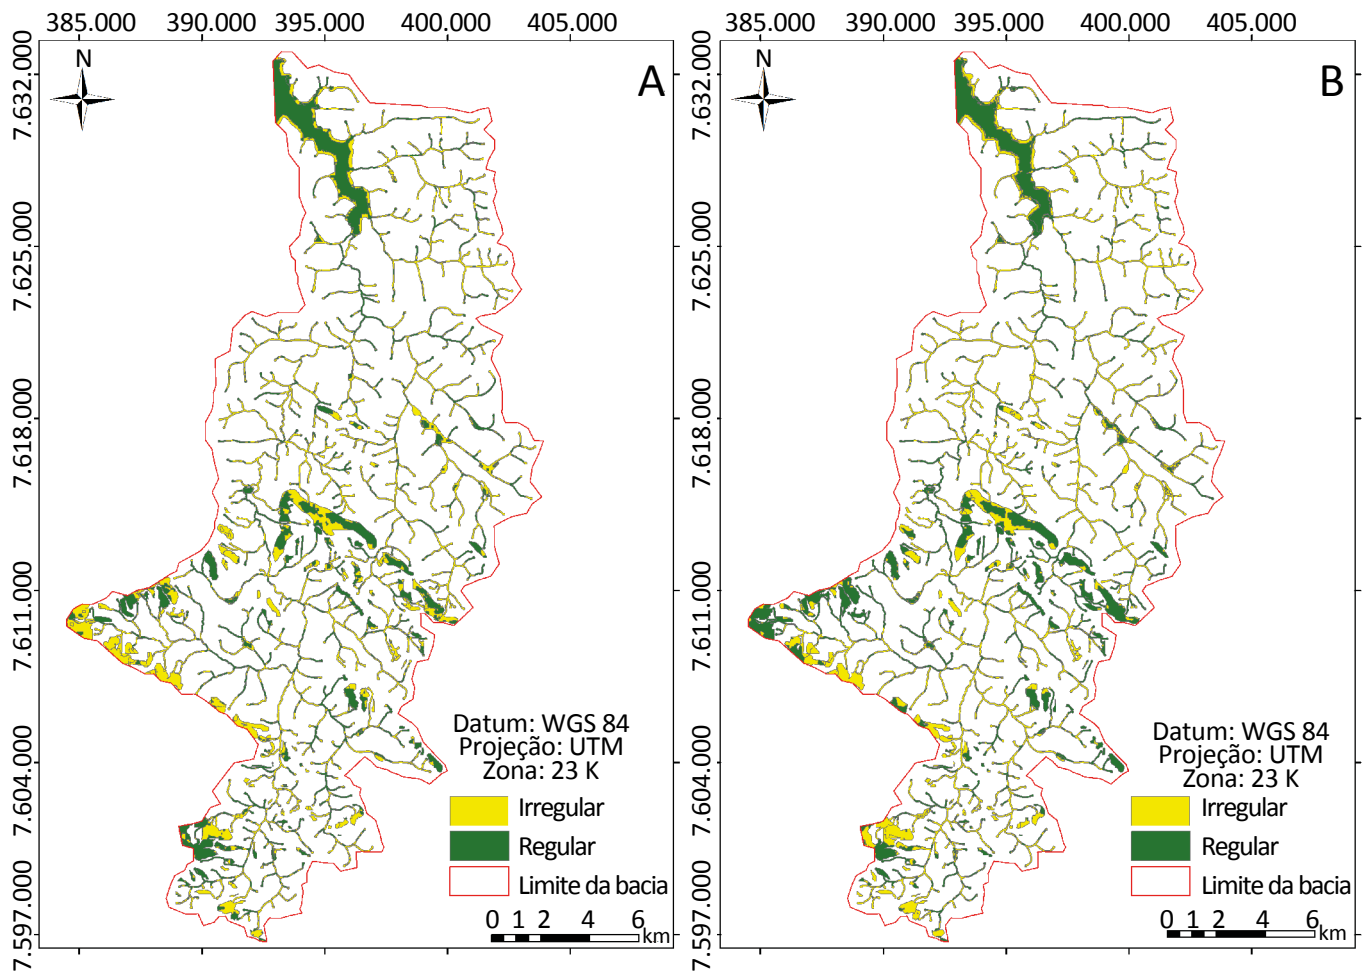 385.000 390.000 395.000 400.000 405.000
385.000 390.000 395.000 400.000 405.000
N
A
7.632.000
7.625.000
7.618.000
7.611.000
7.604.000
7.597.000
Datum: WGS 84
Projeção: UTM
Zona: 23 K
Irregular
Regular
Limite da bacia
0 1 2 4 6
km
N
B
7.632.000
7.625.000
7.618.000
7.611.000
7.604.000
7.597.000
Datum: WGS 84
Projeção: UTM
Zona: 23 K
Irregular
Regular
Limite da bacia
0 1 2 4 6
km